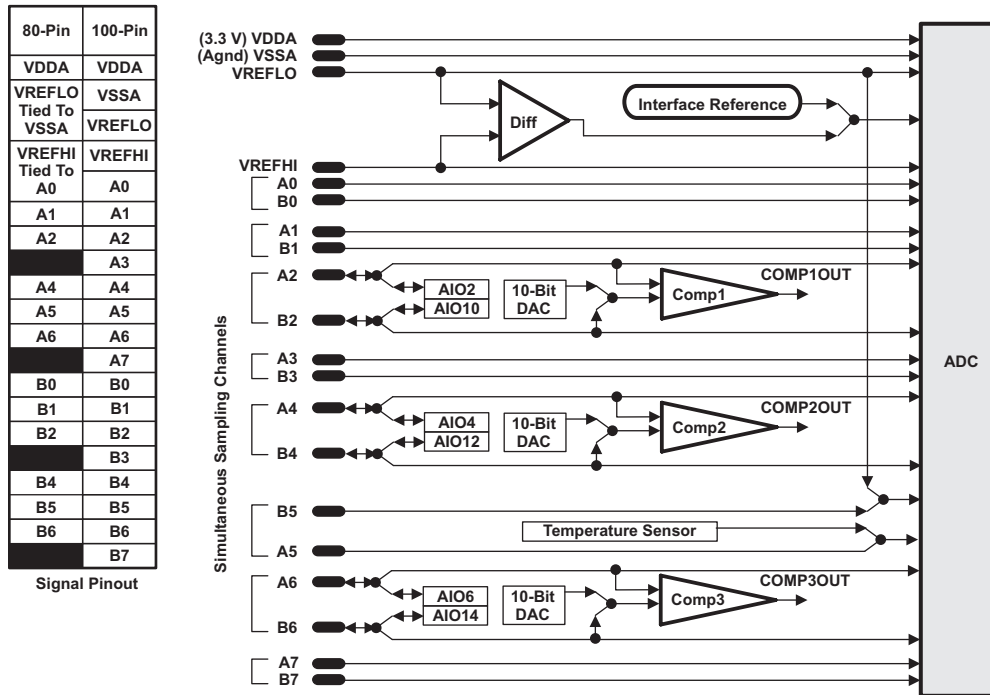 80-Pin 100-Pin
VDDA VDDA
VREFLO
Tied To
VSSA
VSSA
VREFLO
VREFHI
Tied To
A0
VREFHI
A0
A1 A1
A2 A2
A3
A4 A4
A5 A5
A6 A6
A7
B0 B0
B1 B1
B2 B2
B3
B4 B4
B5 B5
B6 B6
B7
Signal Pinout
(3.3 V) VDDA
(Agnd) VSSA
VREFLO
Diff
Interface Reference
VREFHI
A0
B0
A1
B1
A2
AIO2
AIO10
10-Bit
DAC
Comp1
COMP1OUT
B2
Simultaneous Sampling Channels
A3
B3
ADC
A4
AIO4
AIO12
10-Bit
DAC
Comp2
COMP2OUT
B4
B5
Temperature Sensor
A5
A6
AIO6
AIO14
10-Bit
DAC
Comp3
COMP3OUT
B6
A7
B7